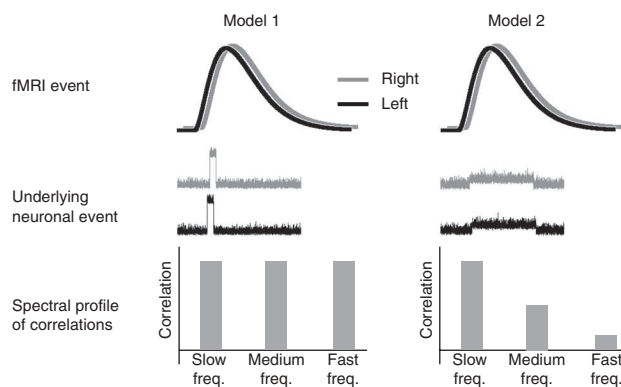 Model 1
Model 2
fMRI event
Right
Left
Underlying
neuronal event
Spectral profile
of correlations
Correlation
Slow
freq.
Medium
freq.
Fast
freq.
Correlation
Slow
freq.
Medium
freq.
Fast
freq.